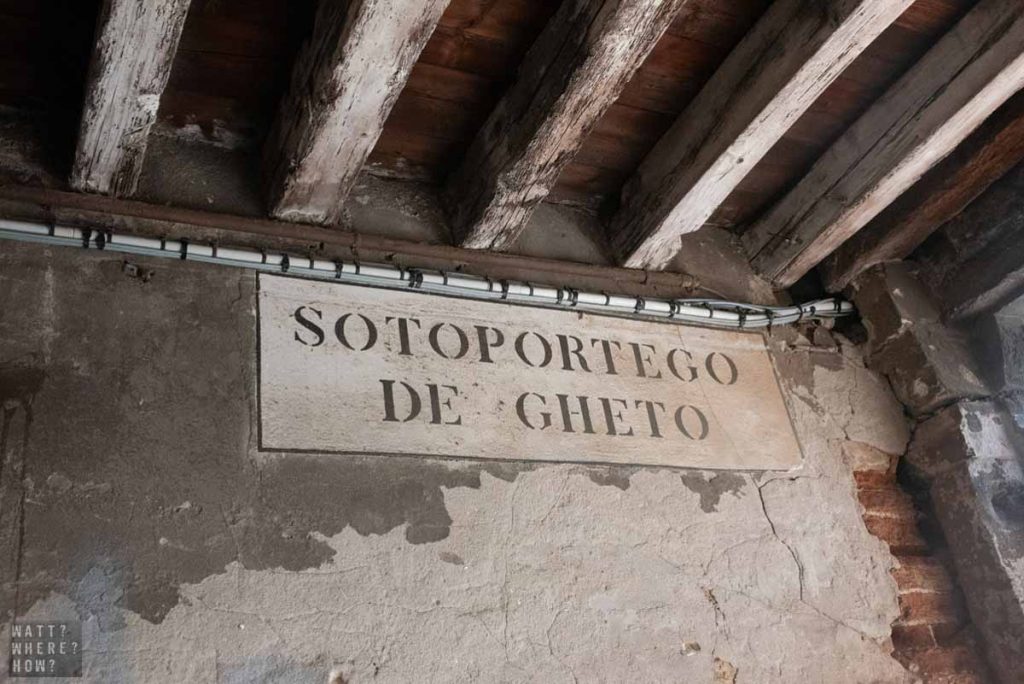 SOTOPORTEGO
DE GHETO
WATT?
WHERE?
HOW?